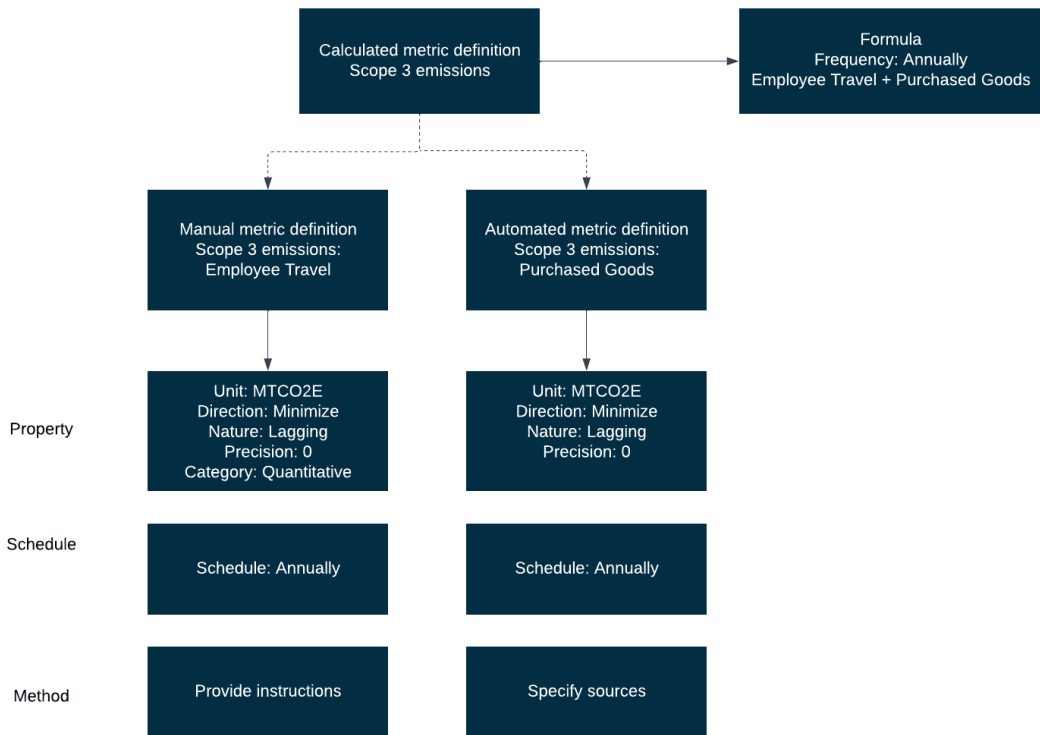 Calculated metric definition
Scope 3 emissions
Formula
Frequency: Annually
Employee Travel + Purchased Goods
Manual metric definition
Scope 3 emissions:
Employee Travel
Automated metric definition
Scope 3 emissions:
Purchased Goods
Property
Unit: MTCO2E
Direction: Minimize
Nature: Lagging
Precision: 0
Category: Quantitative
Unit: MTCO2E
Direction: Minimize
Nature: Lagging
Precision: 0
Schedule
Schedule: Annually
Schedule: Annually
Method
Provide instructions
Specify sources